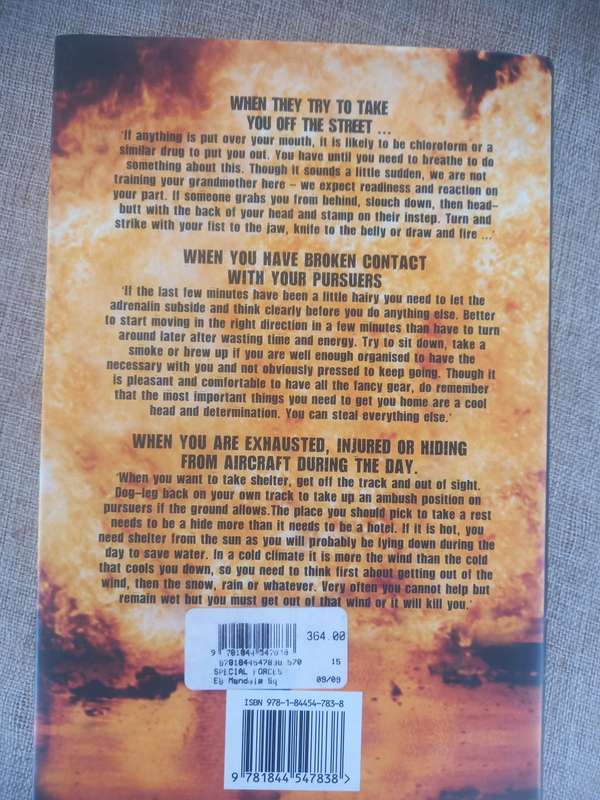 WHEN THEY TRY TO TAKE
YOU OFF THE STREET ...
'If anything is put over your mouth, it is likely to be chloroform or a
similar drug to put you out. You have until you need to breathe to do
something about this. Though it sounds a little sudden, we are not
training your grandmother here – we expect readiness and reaction on
your part. If someone grabs you from behind, slouch down, then head-
butt with the back of your head and stamp on their instep. Turn and
strike with your fist to the jaw, knife to the belly or draw and fire ...'
WHEN YOU HAVE BROKEN CONTACT
WITH YOUR PURSUERS
'If the last few minutes have been a little hairy you need to let the
adrenalin subside and think clearly before you do anything else. Better
to start moving in the right direction in a few minutes than have to turn
around later after wasting time and energy. Try to sit down, take a
smoke or brew up if you are well enough organised to have the
necessary with you and not obviously pressed to keep going. Though it
is pleasant and comfortable to have all the fancy gear, do remember
that the most important things you need to get you home are a cool
head and determination. You can steal everything else.'
WHEN YOU ARE EXHAUSTED, INJURED OR HIDING
FROM AIRCRAFT DURING THE DAY.
'When you want to take shelter, get off the track and out of sight.
Dog-leg back on your own track to take up an ambush position on
pursuers if the ground allows.The place you should pick to take a rest
needs to be a hide more than it needs to be a hotel. If it is hot, you
need shelter from the sun as you will probably be lying down during the
day to save water. In a cold climate it is more the wind than the cold
that cools you down, so you need to think first about getting out of the
wind, then the snow, rain or whatever. Very often you cannot help but
remain wet but you must get out of that wind or it will kill you.'
364.00
9 781844 547838
9781844547838 570 15
SPECIAL FORCES
EB Mandela Sq 09/09
ISBN 978-1-84454-783-8
9 781844 547838 >